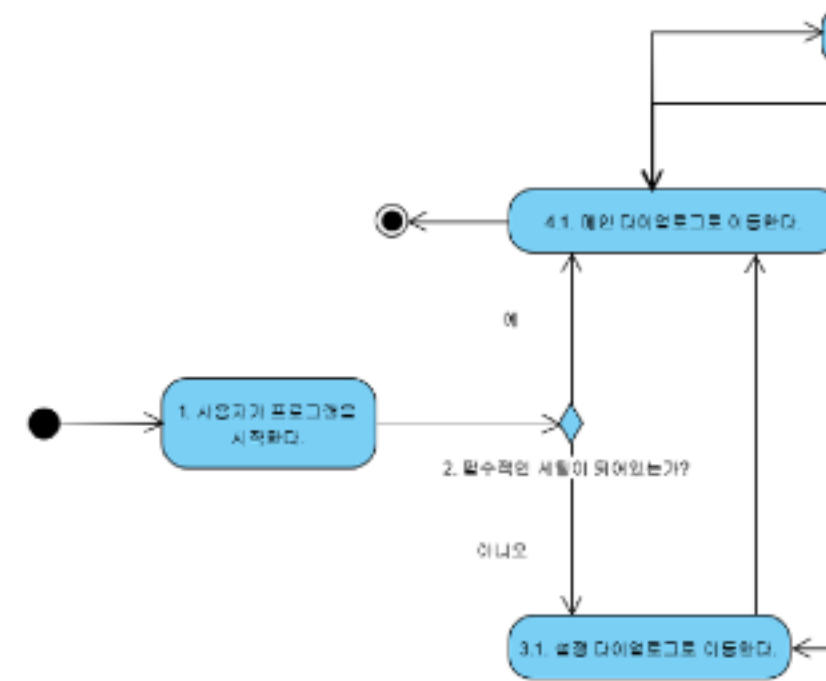 4.1. 메인 다이얼로그로 이동한다.
예
1. 사용자가 프로그램을
시작한다.
2. 필수적인 세팅이 되어있는가?
아니오
3.1. 설정 다이얼로그로 이동한다.